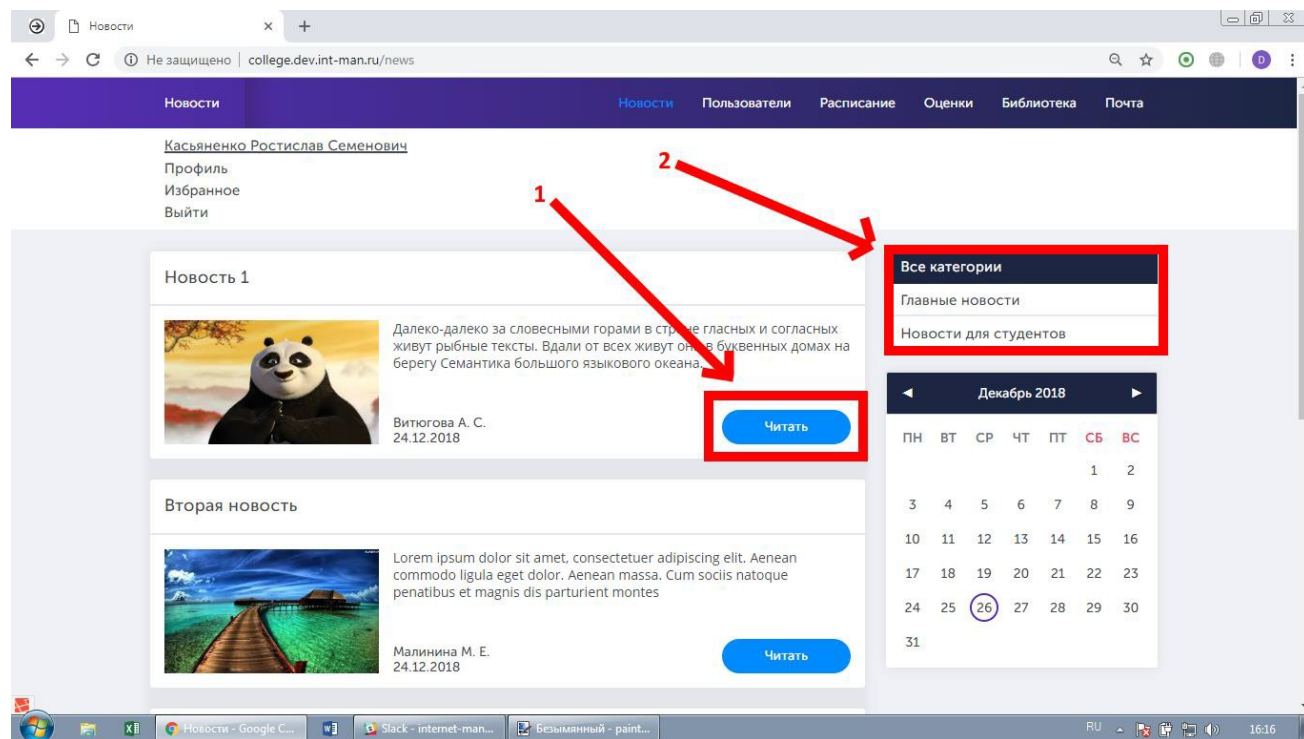 Новости
Не защищено | college.dev.int-man.ru/news
D
Новости
Новости Пользователи Расписание Оценки Библиотека Почта
Касьяненко Ростислав Семенович
Профиль
Избранное
Выйти
1
2
Новость 1
Далеко-далеко за словесными горами в стране гласных и согласных
живут рыбные тексты. Вдали от всех живут они в буквенных домах на
берегу Семантика большого языкового океана.
Витюгова А. С.
24.12.2018
Читать
Вторая новость
Lorem ipsum dolor sit amet, consectetuer adipiscing elit. Aenean
commodo ligula eget dolor. Aenean massa. Cum sociis natoque
penatibus et magnis dis parturient montes
Малинина М. Е.
24.12.2018
Читать
Все категории
Главные новости
Новости для студентов
Декабрь 2018
ПН ВТ СР ЧТ ПТ СБ ВС
1 2
3 4 5 6 7 8 9
10 11 12 13 14 15 16
17 18 19 20 21 22 23
24 25 26 27 28 29 30
31
Новости - Google C...
Slack - internet-man...
Безымянный - paint...
RU
16:16